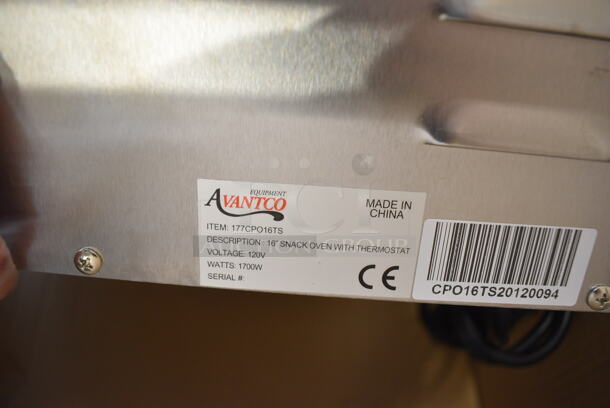 EQUIPMENT
AVANTCO
MADE IN
CHINA
ITEM: 177CPO16TS
DESCRIPTION: 16" SNACK OVEN WITH THERMOSTAT
VOLTAGE: 120V
WATTS: 1700W
SERIAL #:
CE
CPO16TS20120094